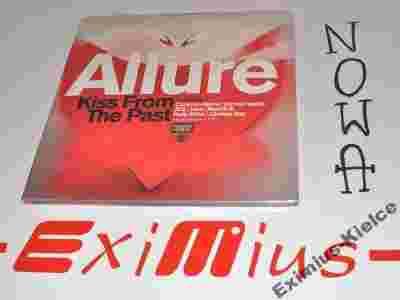 Allure
Kiss From
The Past
NOWA
-EXiMius-
Eximius-Kielce